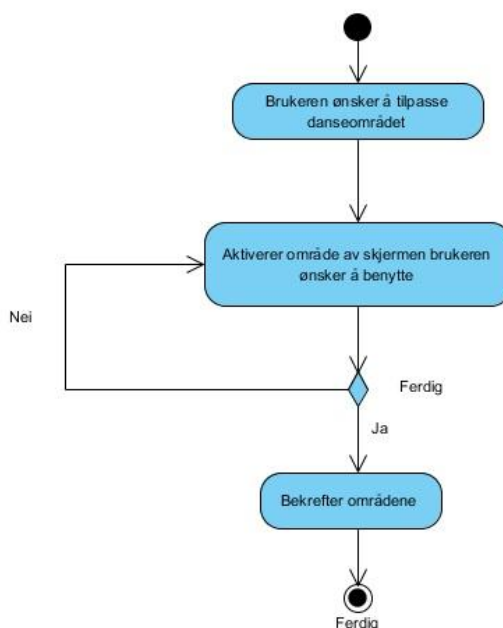 Brukeren ønsker å tilpasse
danseområdet
Aktiverer område av skjermen brukeren
ønsker å benytte
Nei
Ferdig
Ja
Bekrefter områdene
Ferdig